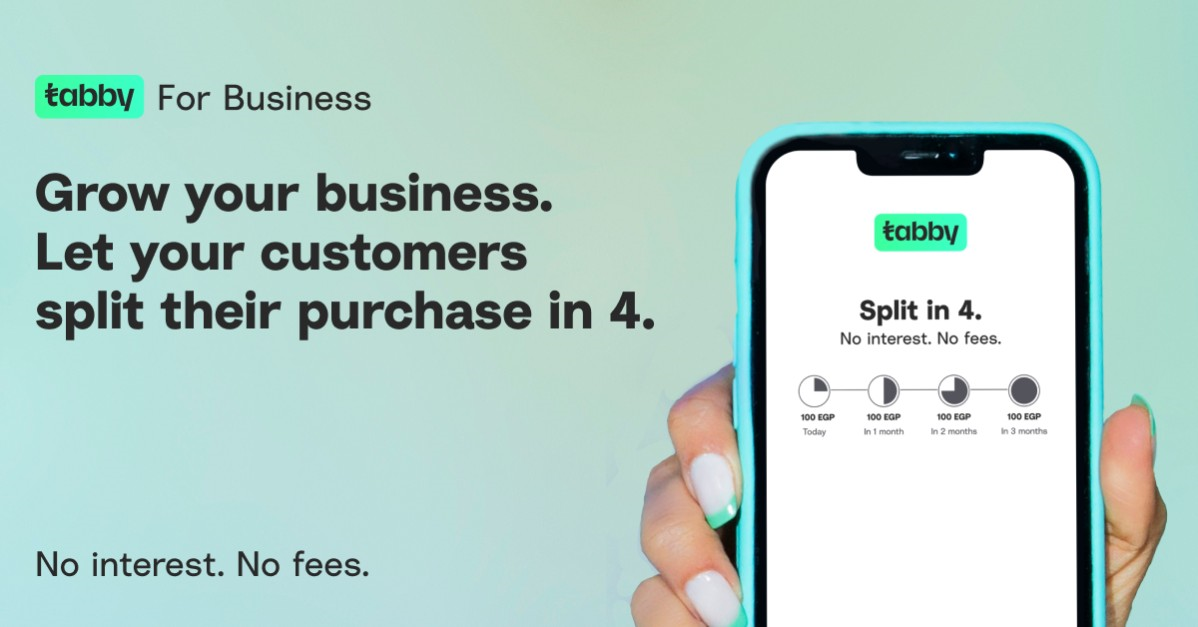 tabby For Business
Grow your business.
Let your customers
split their purchase in 4.
No interest. No fees.
tabby
Split in 4.
No interest. No fees.
100 EGP 100 EGP 100 EGP 100 EGP
Today In 1 month In 2 months In 3 months